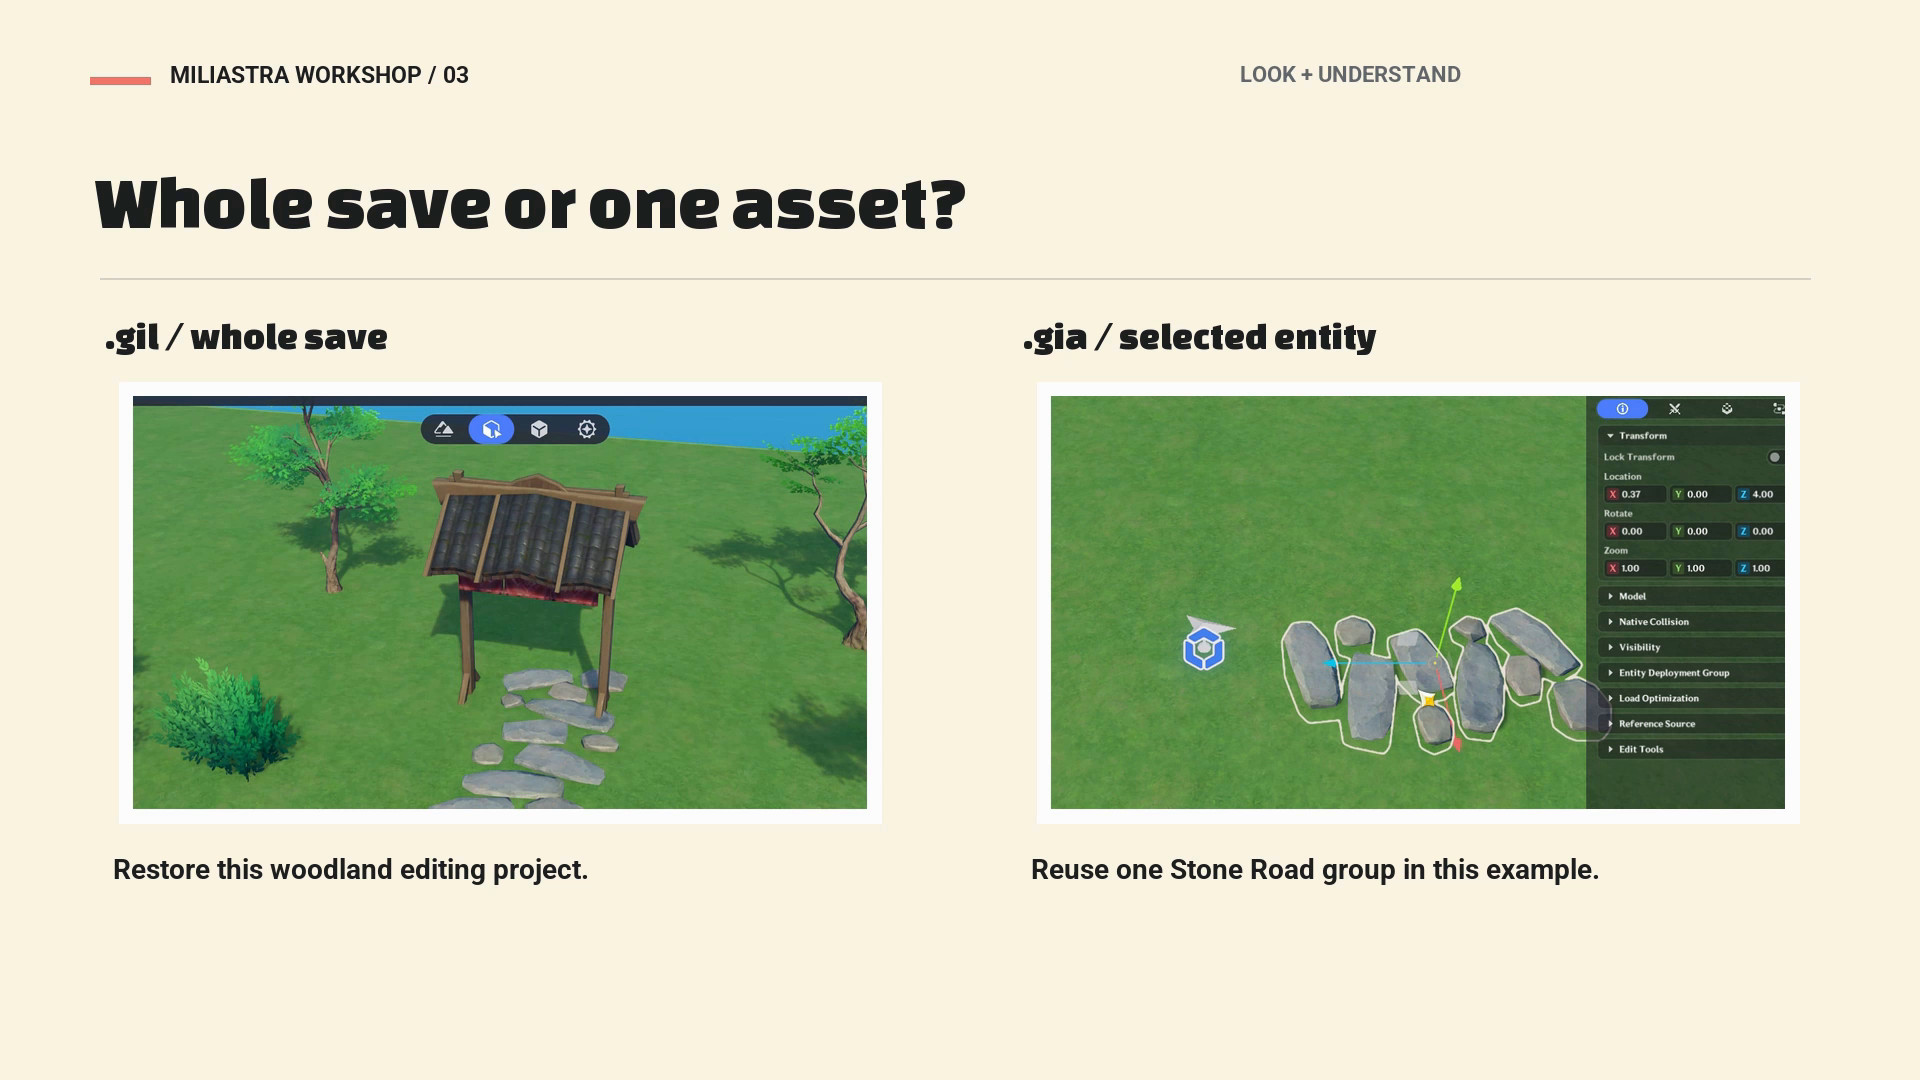 MILIASTRA WORKSHOP / 03
LOOK + UNDERSTAND
Whole save or one asset?
.gil / whole save
.gia / selected entity
Transform
Lock Transform
Location
X 0.37 Y 0.00 Z 4.00
Rotate
X 0.00 Y 0.00 Z 0.00
Zoom
X 1.00 Y 1.00 Z 1.00
Model
Native Collision
Visibility
Entity Deployment Group
Load Optimization
Reference Source
Edit Tools
Restore this woodland editing project.
Reuse one Stone Road group in this example.